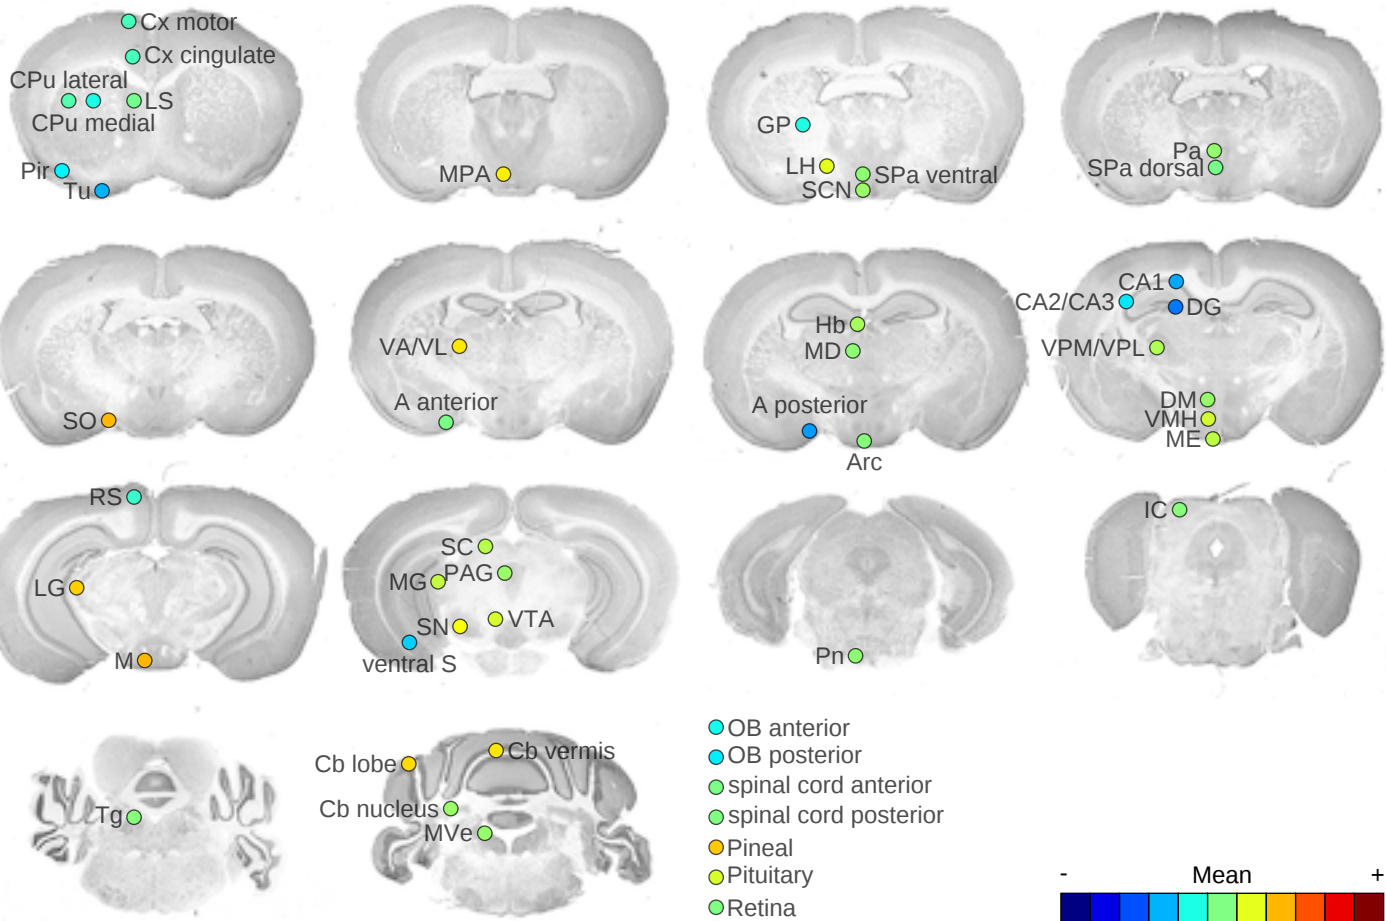 Cx motor
Cx cingulate
CPu lateral
LS
CPu medial
Pir
Tu
MPA
GP
LH
SPa ventral
SCN
Pa
SPa dorsal
SO
VA/VL
A anterior
Hb
MD
A posterior
Arc
CA1
CA2/CA3
DG
VPM/VPL
DM
VMH
ME
RS
LG
M
SC
PAG
MG
SN
VTA
ventral S
Pn
IC
Tg
Cb lobe
Cb vermis
Cb nucleus
MVe
OB anterior
OB posterior
spinal cord anterior
spinal cord posterior
Pineal
Pituitary
Retina
- Mean +